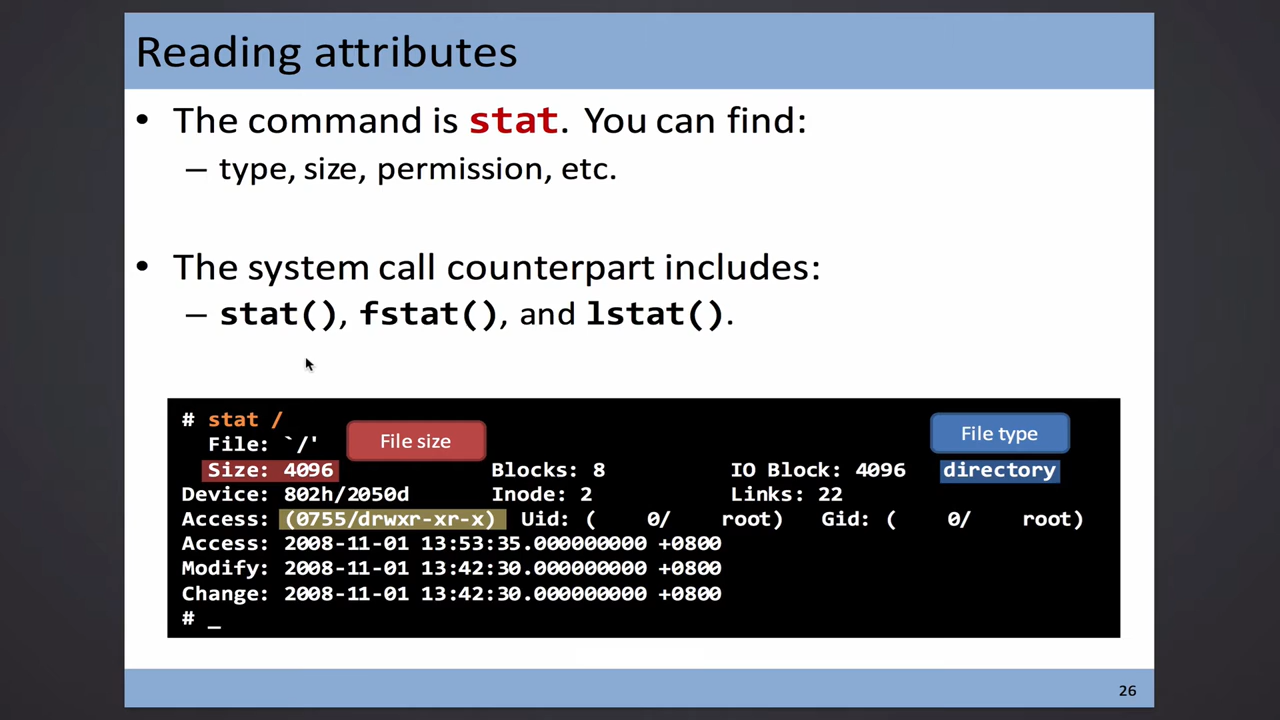 Reading attributes
• The command is stat. You can find:
– type, size, permission, etc.
• The system call counterpart includes:
– stat(), fstat(), and lstat().
# stat /
File: `/'
File size
File type
Size: 4096 Blocks: 8 IO Block: 4096 directory
Device: 802h/2050d Inode: 2 Links: 22
Access: (0755/drwxr-xr-x) Uid: ( 0/ root) Gid: ( 0/ root)
Access: 2008-11-01 13:53:35.000000000 +0800
Modify: 2008-11-01 13:42:30.000000000 +0800
Change: 2008-11-01 13:42:30.000000000 +0800
# _
26